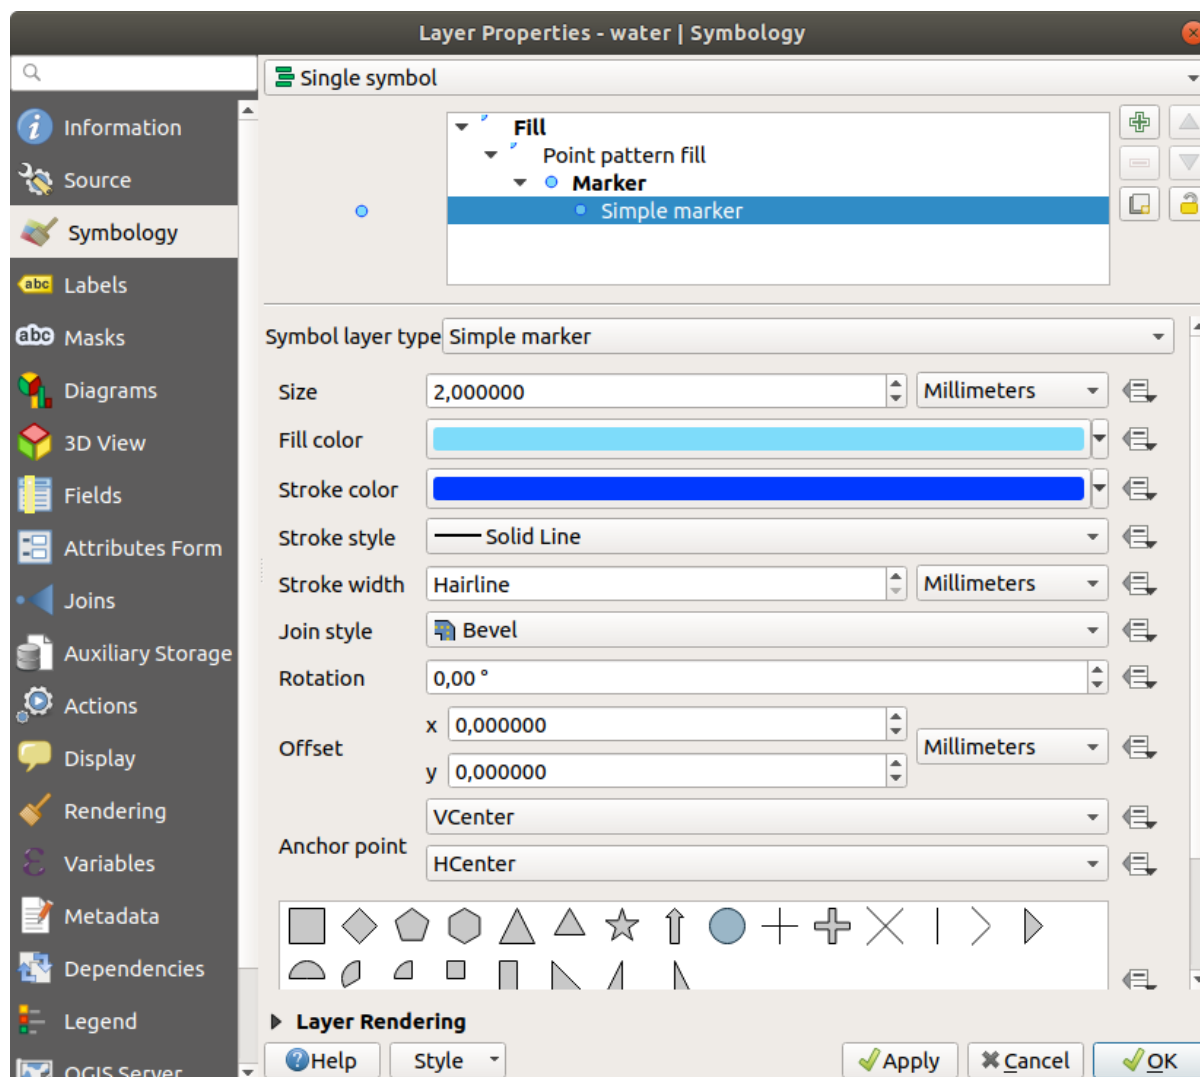 Layer Properties - water | Symbology
Single symbol
Information
Source
Symbology
abc Labels
abc Masks
Diagrams
3D View
Fields
Attributes Form
Joins
Auxiliary Storage
Actions
Display
Rendering
Variables
Metadata
Dependencies
Legend
QGIS Server
Fill
Point pattern fill
Marker
Simple marker
Symbol layer type Simple marker
Size 2,000000 Millimeters
Fill color
Stroke color
Stroke style Solid Line
Stroke width Hairline Millimeters
Join style Bevel
Rotation 0,00 °
Offset x 0,000000 Millimeters
y 0,000000
Anchor point VCenter
HCenter
Layer Rendering
Help Style Apply Cancel OK